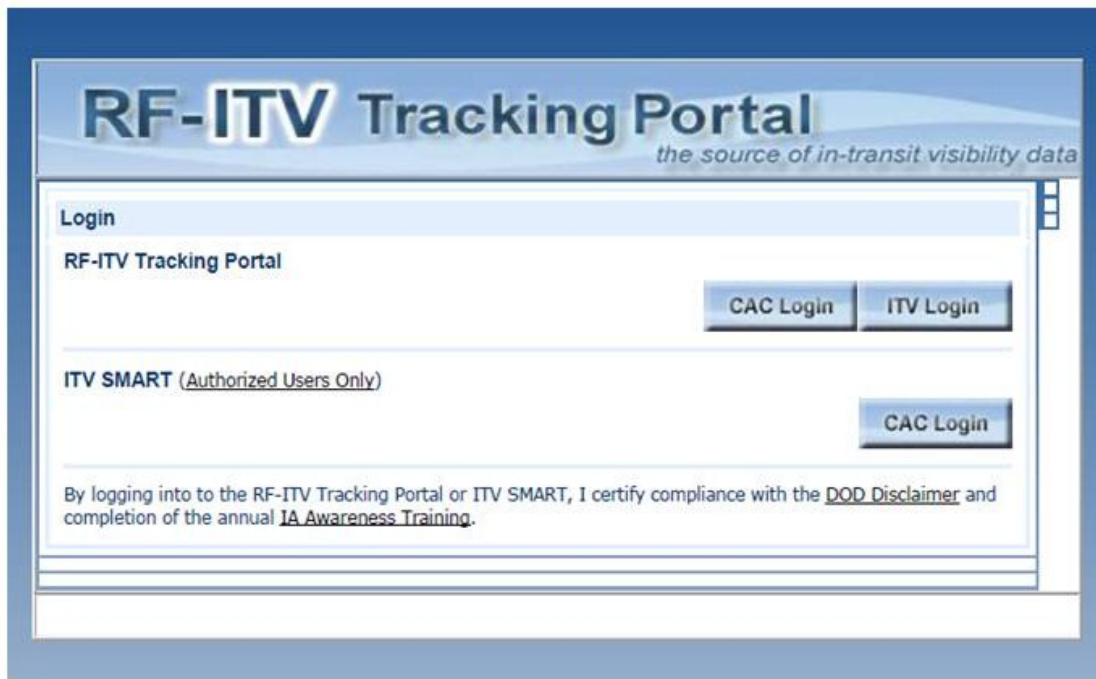 RF-ITV Tracking Portal
the source of in-transit visibility data
Login
RF-ITV Tracking Portal
CAC Login ITV Login
ITV SMART (Authorized Users Only)
CAC Login
By logging into to the RF-ITV Tracking Portal or ITV SMART, I certify compliance with the DOD Disclaimer and
completion of the annual IA Awareness Training.